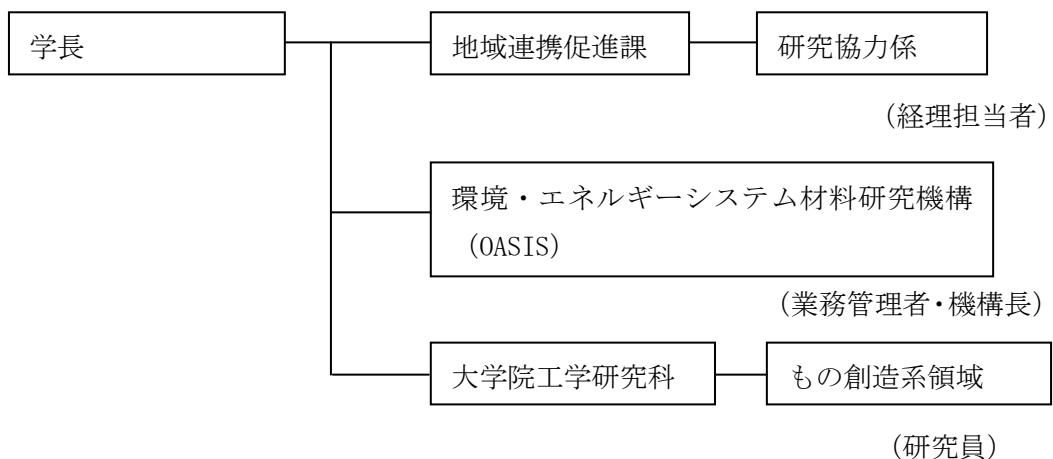 学長
地域連携促進課
研究協力係
（経理担当者）
環境・エネルギーシステム材料研究機構
（OASIS）
（業務管理者・機構長）
大学院工学研究科
もの創造系領域
（研究員）